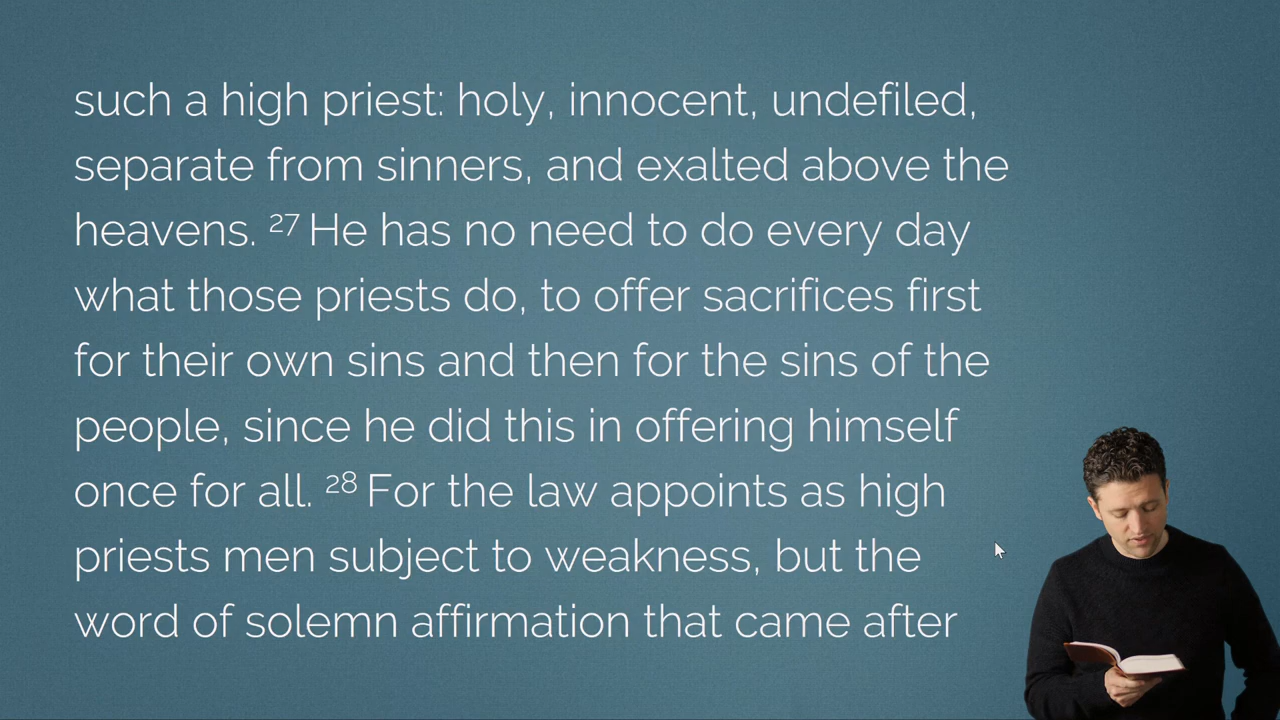 such a high priest: holy, innocent, undefiled,
separate from sinners, and exalted above the
heavens. 27 He has no need to do every day
what those priests do, to offer sacrifices first
for their own sins and then for the sins of the
people, since he did this in offering himself
once for all. 28 For the law appoints as high
priests men subject to weakness, but the
word of solemn affirmation that came after